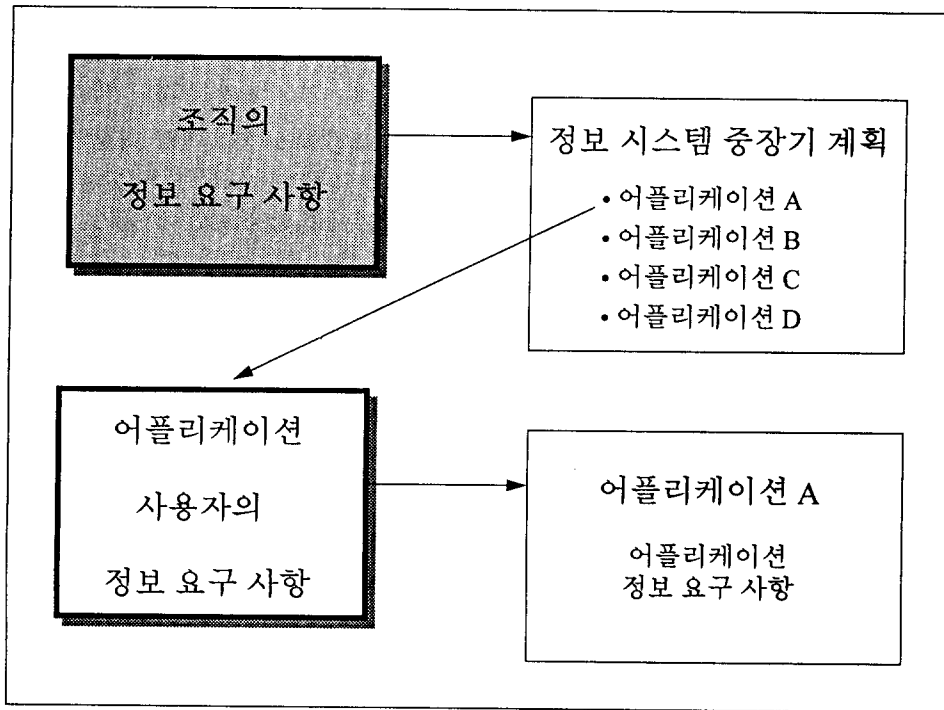 조직의
정보 요구 사항
정보 시스템 중장기 계획
• 어플리케이션 A
• 어플리케이션 B
• 어플리케이션 C
• 어플리케이션 D
어플리케이션
사용자의
정보 요구 사항
어플리케이션 A
어플리케이션
정보 요구 사항